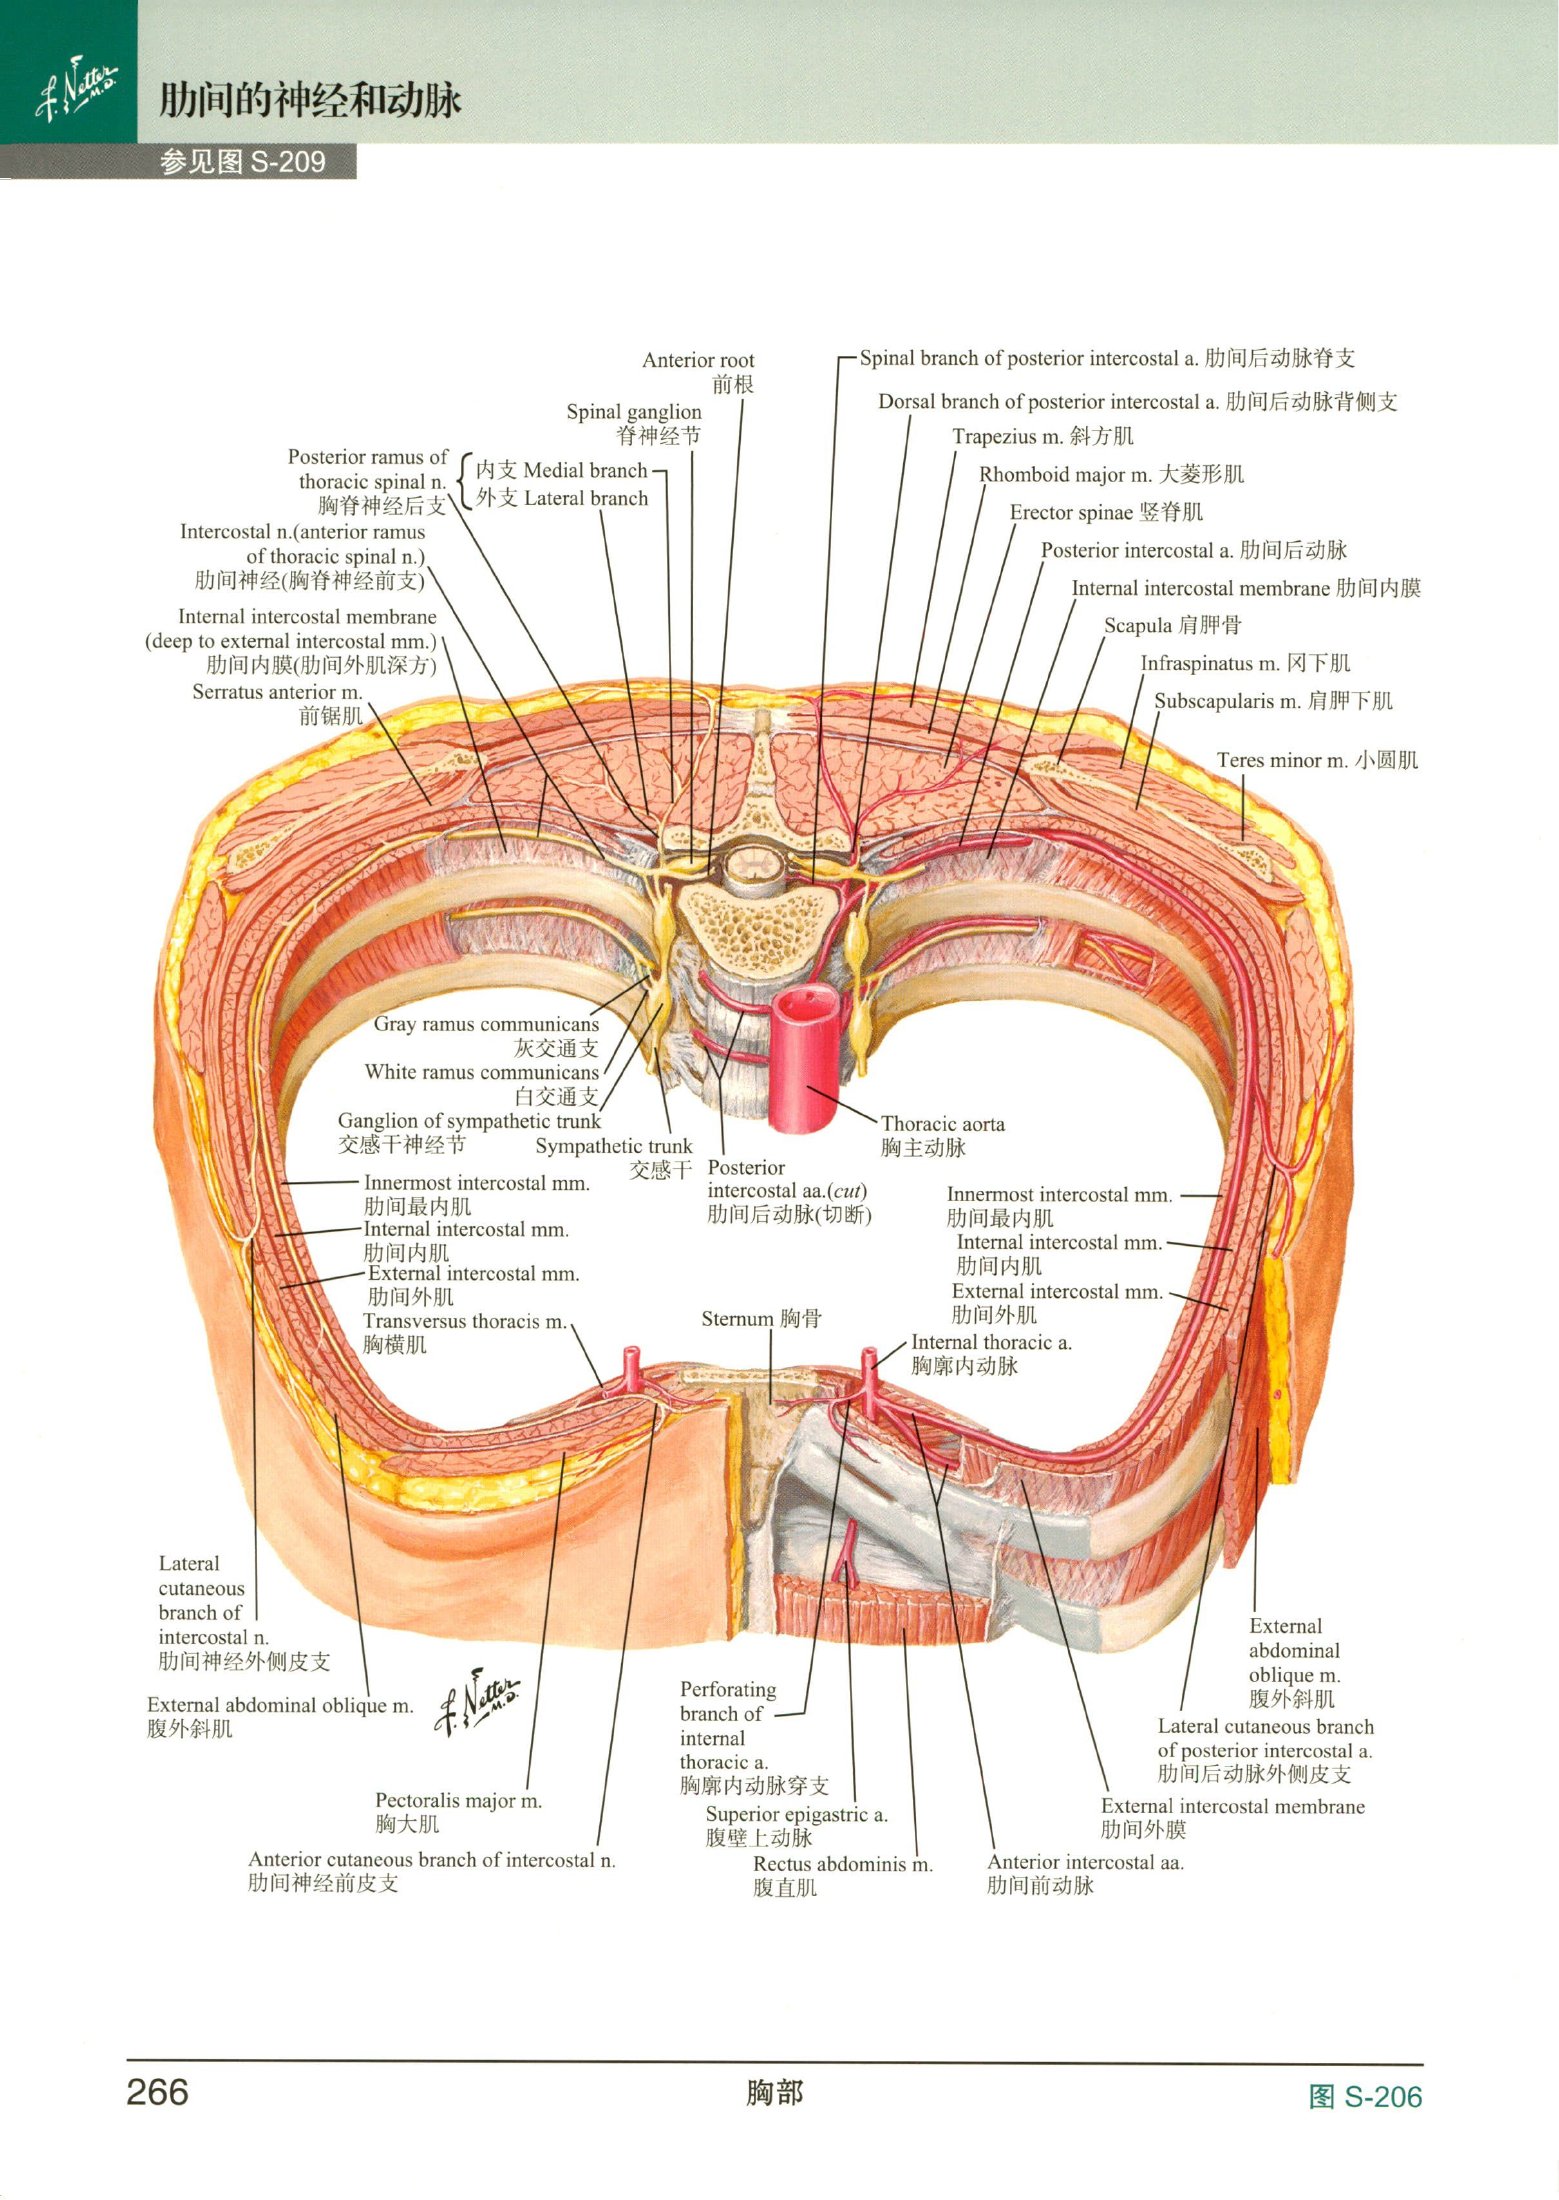 F. Netter M.D.
肋间的神经和动脉
参见图 S-209
Anterior root
前根
Spinal ganglion
脊神经节
Posterior ramus of
thoracic spinal n.
胸脊神经后支
内支 Medial branch
外支 Lateral branch
Intercostal n.(anterior ramus
of thoracic spinal n.)
肋间神经(胸脊神经前支)
Internal intercostal membrane
(deep to external intercostal mm.)
肋间内膜(肋间外肌深方)
Serratus anterior m.
前锯肌
Spinal branch of posterior intercostal a. 肋间后动脉脊支
Dorsal branch of posterior intercostal a. 肋间后动脉背侧支
Trapezius m. 斜方肌
Rhomboid major m. 大菱形肌
Erector spinae 竖脊肌
Posterior intercostal a. 肋间后动脉
Internal intercostal membrane 肋间内膜
Scapula 肩胛骨
Infraspinatus m. 冈下肌
Subscapularis m. 肩胛下肌
Teres minor m. 小圆肌
Gray ramus communicans
灰交通支
White ramus communicans
白交通支
Ganglion of sympathetic trunk
交感干神经节
Sympathetic trunk
交感干
Thoracic aorta
胸主动脉
Posterior
intercostal aa.(cut)
肋间后动脉(切断)
Innermost intercostal mm.
肋间最内肌
Internal intercostal mm.
肋间内肌
External intercostal mm.
肋间外肌
Transversus thoracis m.
胸横肌
Sternum 胸骨
Innermost intercostal mm.
肋间最内肌
Internal intercostal mm.
肋间内肌
External intercostal mm.
肋间外肌
Internal thoracic a.
胸廓内动脉
Lateral
cutaneous
branch of
intercostal n.
肋间神经外侧皮支
External abdominal oblique m.
腹外斜肌
F. Netter M.D.
Pectoralis major m.
胸大肌
Anterior cutaneous branch of intercostal n.
肋间神经前皮支
Perforating
branch of
internal
thoracic a.
胸廓内动脉穿支
Superior epigastric a.
腹壁上动脉
Rectus abdominis m.
腹直肌
External
abdominal
oblique m.
腹外斜肌
Lateral cutaneous branch
of posterior intercostal a.
肋间后动脉外侧皮支
External intercostal membrane
肋间外膜
Anterior intercostal aa.
肋间前动脉
266
胸部
图 S-206